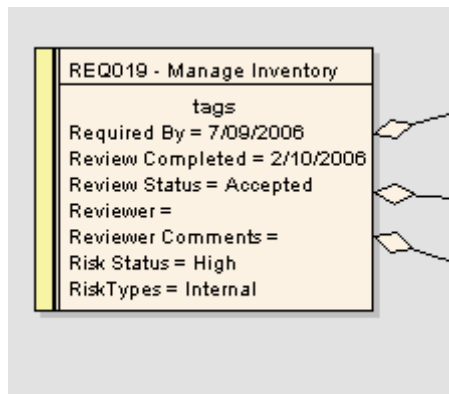 REQ019 - Manage Inventory
tags
Required By = 7/09/2006
Review Completed = 2/10/2006
Review Status = Accepted
Reviewer =
Reviewer Comments =
Risk Status = High
RiskTypes = Internal